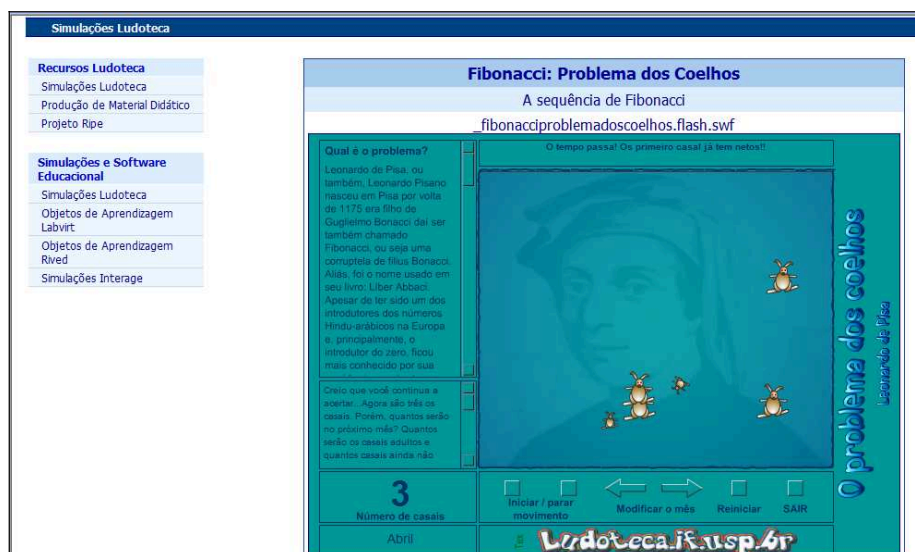 Simulações Ludoteca
Recursos Ludoteca
Simulações Ludoteca
Produção de Material Didático
Projeto Ripe
Simulações e Software
Educacional
Simulações Ludoteca
Objetos de Aprendizagem
Labvirt
Objetos de Aprendizagem
Rived
Simulações Interage
Fibonacci: Problema dos Coelhos
A sequência de Fibonacci
_fibonacciproblemadoscoelhos.flash.swf
Qual é o problema?
Leonardo de Pisa, ou
também, Leonardo Pisano
nasceu em Pisa por volta
de 1175 era filho de
Guglielmo Bonacci daí ser
também chamado
Fibonacci, ou seja uma
corruptela de filius Bonacci.
Aliás, foi o nome usado em
seu livro: Liber Abbaci.
Apesar de ter sido um dos
introdutores dos números
Hindu-arábicos na Europa
e, principalmente, o
introdutor do zero, ficou
mais conhecido por sua
O tempo passa! Os primeiro casal já tem netos!!
Creio que você continua a
acertar...Agora são três os
casais. Porém, quantos serão
no próximo mês? Quantos
serão os casais adultos e
quantos casais ainda não
3
Número de casais
Abril
Iniciar / parar
movimento
Modificar o mês
Reiniciar
SAIR
O problema dos coelhos
Leonardo da Pisa
Ludoteca.if.usp.br